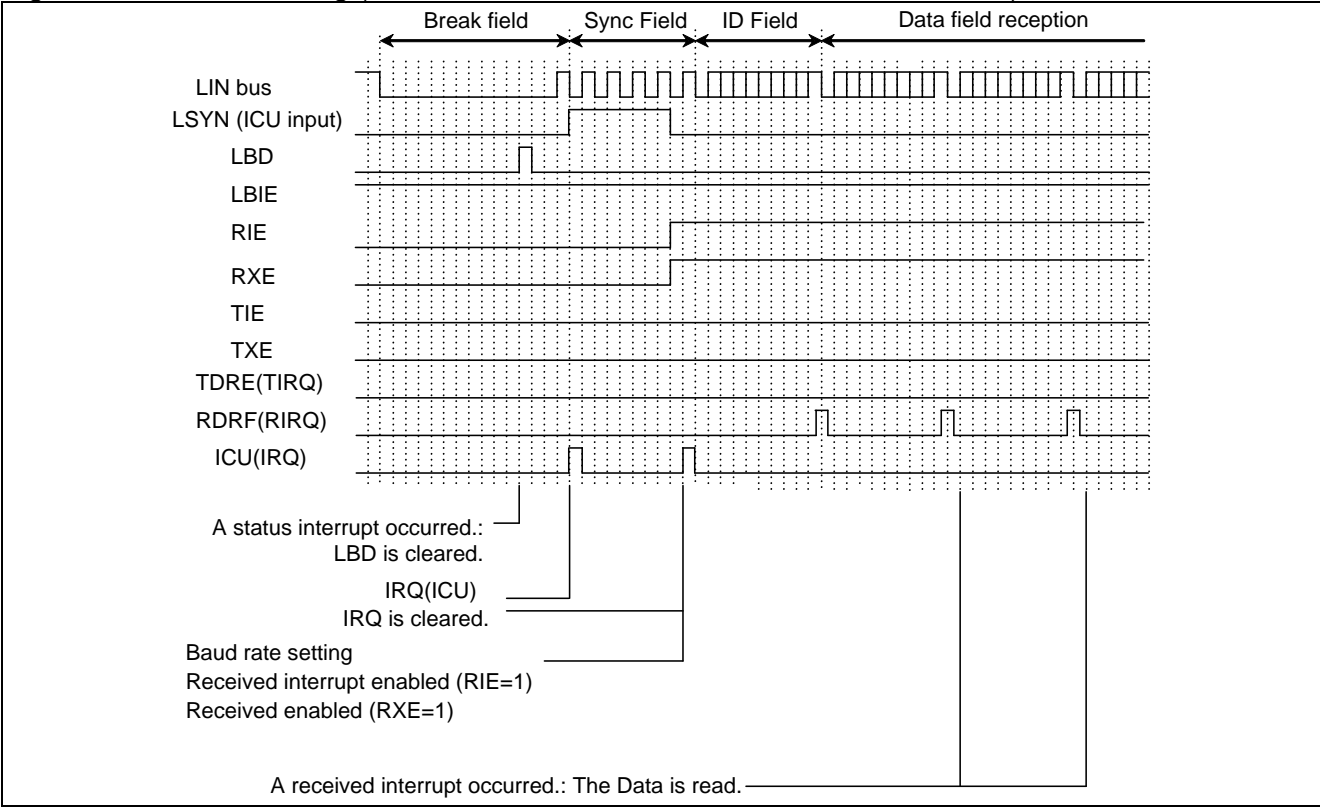 Break field Sync Field ID Field Data field reception
LIN bus
LSYN (ICU input)
LBD
LBIE
RIE
RXE
TIE
TXE
TDRE(TIRQ)
RDRF(RIRQ)
ICU(IRQ)
A status interrupt occurred.:
LBD is cleared.
IRQ(ICU)
IRQ is cleared.
Baud rate setting
Received interrupt enabled (RIE=1)
Received enabled (RXE=1)
A received interrupt occurred.: The Data is read.